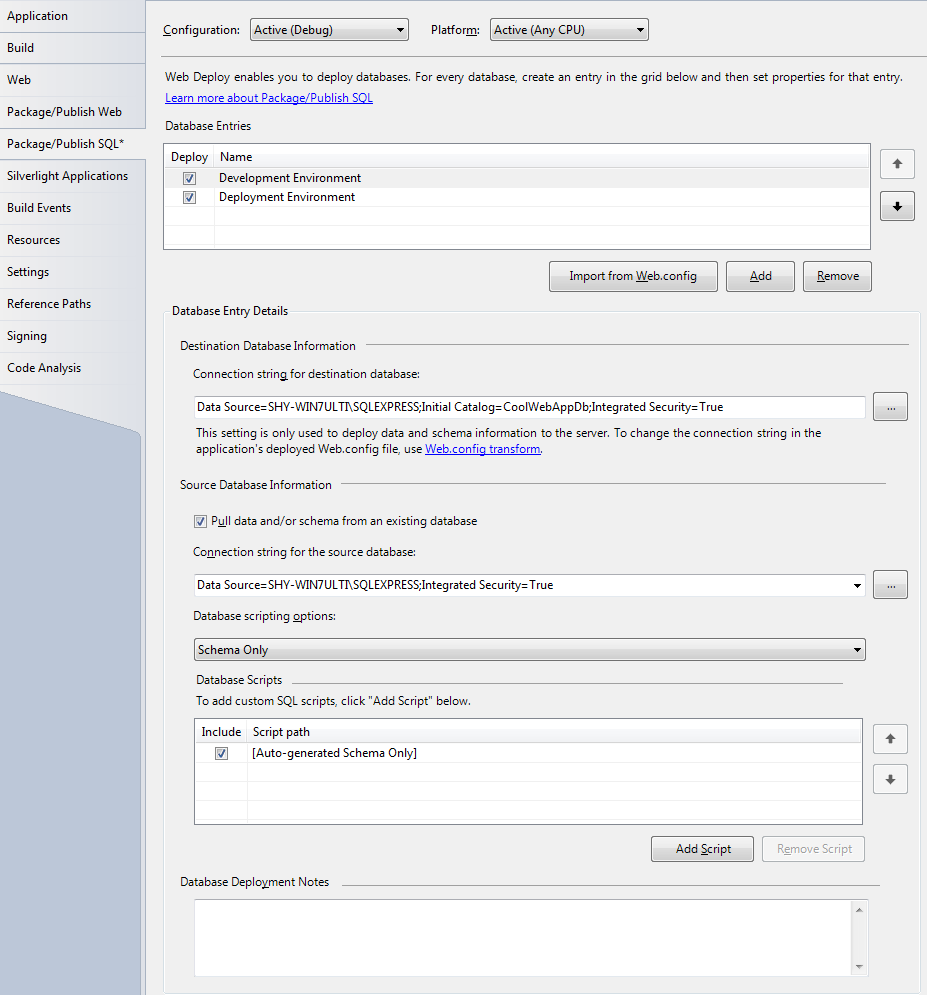 Application
Build
Web
Package/Publish Web
Package/Publish SQL*
Silverlight Applications
Build Events
Resources
Settings
Reference Paths
Signing
Code Analysis
Configuration: Active (Debug) Platform: Active (Any CPU)
Web Deploy enables you to deploy databases. For every database, create an entry in the grid below and then set properties for that entry.
Learn more about Package/Publish SQL
Database Entries
Deploy Name
Development Environment
Deployment Environment
Import from Web.config Add Remove
Database Entry Details
Destination Database Information
Connection string for destination database:
Data Source=SHY-WIN7ULTI\SQLEXPRESS;Initial Catalog=CoolWebAppDb;Integrated Security=True
...
This setting is only used to deploy data and schema information to the server. To change the connection string in the
application's deployed Web.config file, use Web.config transform.
Source Database Information
Pull data and/or schema from an existing database
Connection string for the source database:
Data Source=SHY-WIN7ULTI\SQLEXPRESS;Integrated Security=True
...
Database scripting options:
Schema Only
Database Scripts
To add custom SQL scripts, click "Add Script" below.
Include Script path
[Auto-generated Schema Only]
Add Script Remove Script
Database Deployment Notes